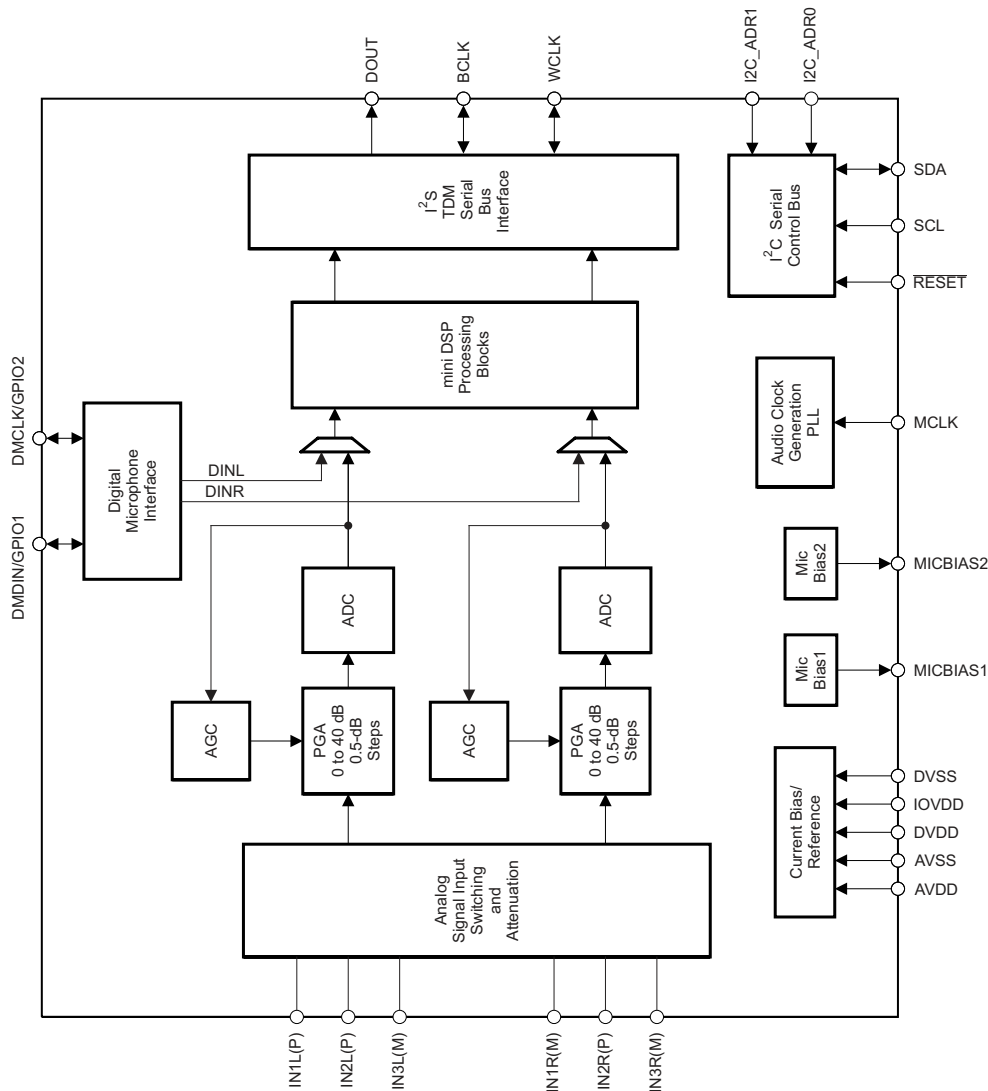 DMDIN/GPIO1
DMCLK/GPIO2
Digital
Microphone
Interface
DINL
DINR
DOUT
BCLK
WCLK
I2C_ADR1
I2C_ADR0
I²S
TDM
Serial
Bus
Interface
mini DSP
Processing
Blocks
I²C Serial
Control Bus
SDA
SCL
RESET
Audio Clock
Generation
PLL
MCLK
ADC
ADC
AGC
PGA
0 to 40 dB
0.5-dB
Steps
AGC
PGA
0 to 40 dB
0.5-dB
Steps
Mic
Bias2
MICBIAS2
Mic
Bias1
MICBIAS1
Current Bias/
Reference
DVSS
IOVDD
DVDD
AVSS
AVDD
Analog
Signal Input
Switching
and
Attenuation
IN1L(P)
IN2L(P)
IN3L(M)
IN1R(M)
IN2R(P)
IN3R(M)